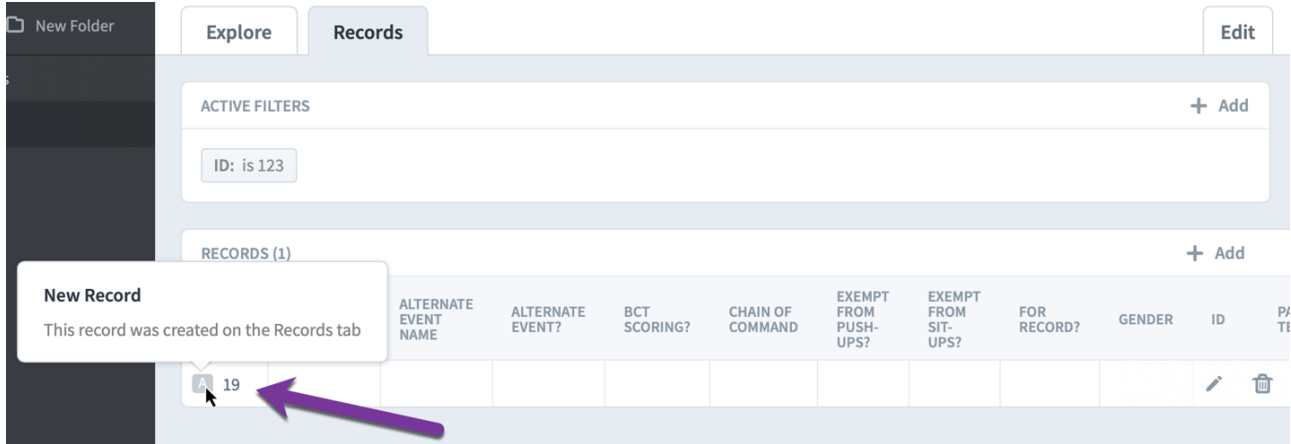 New Folder
Explore
Records
Edit
s
ACTIVE FILTERS
+ Add
ID: is 123
RECORDS (1)
+ Add
New Record
This record was created on the Records tab
ALTERNATE
EVENT
NAME
ALTERNATE
EVENT?
BCT
SCORING?
CHAIN OF
COMMAND
EXEMPT
FROM
PUSH-
UPS?
EXEMPT
FROM
SIT-
UPS?
FOR
RECORD?
GENDER
ID
PA
TE
A 19